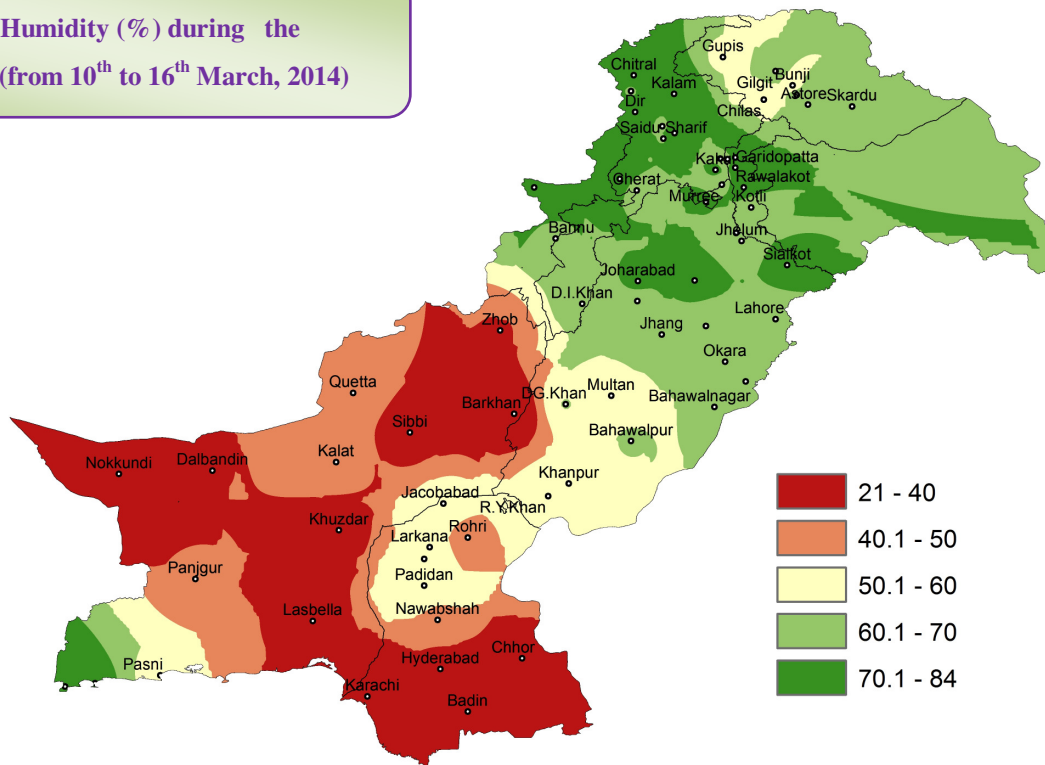 Humidity (%) during the
(from 10th to 16th March, 2014)
Gupis
Chitral
Kalam
Gilgit
Bunji
Dir
Astore
Skardu
Chilas
Saidu Sharif
Garidopatta
Cherat
Rawalakot
Murree
Kotli
Bannu
Jhelum
Sialkot
Joharabad
D.I.Khan
Lahore
Zhob
Jhang
Okara
Quetta
DG.Khan
Multan
Barkhan
Bahawalnagar
Sibbi
Bahawalpur
Kalat
Nokkundi
Dalbandin
Khanpur
21 - 40
Jacobabad
R.Y.Khan
Khuzdar
Rohri
Larkana
40.1 - 50
Panjgur
Padidan
50.1 - 60
Lasbella
Nawabshah
60.1 - 70
Chhor
Pasni
Hyderabad
70.1 - 84
Karachi
Badin